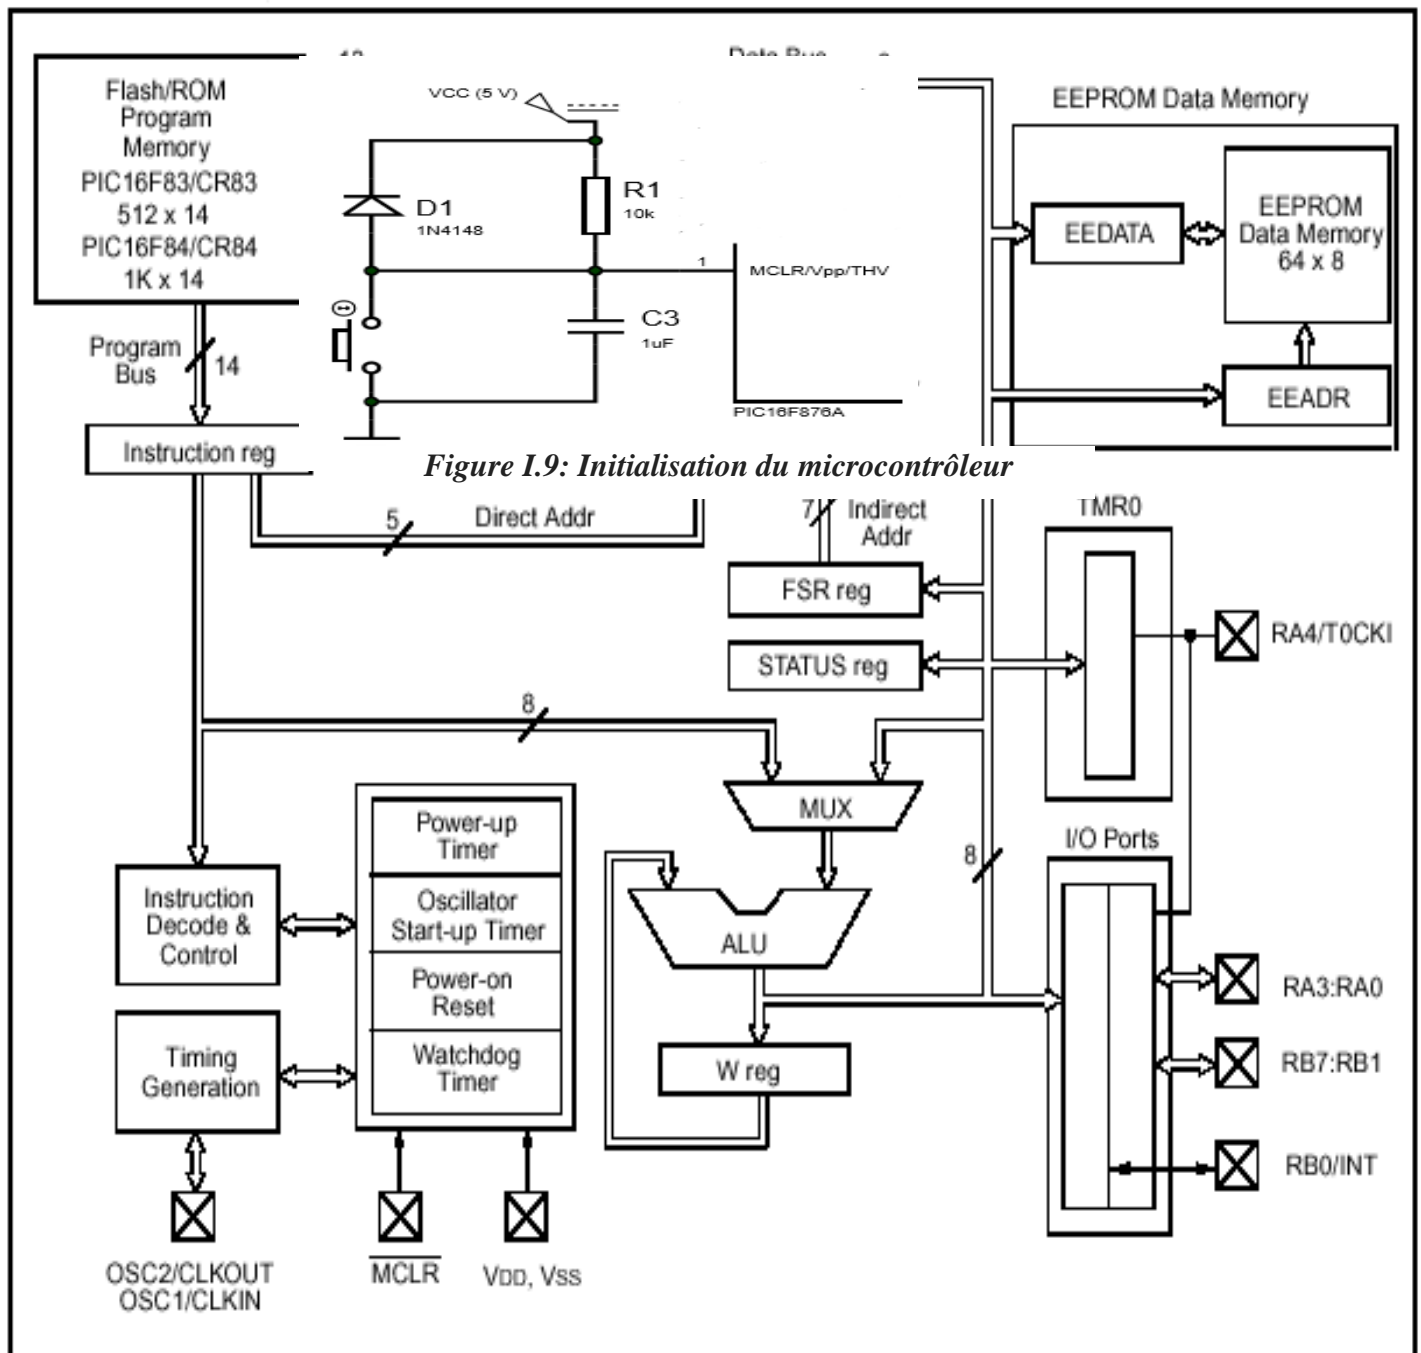 Flash/ROM
Program
Memory
PIC16F83/CR83
512 x 14
PIC16F84/CR84
1K x 14
Program
Bus
14
Instruction reg
VCC (5 V)
D1
1N4148
R1
10k
C3
1uF
1
MCLR/Vpp/THV
PIC16F876A
Figure I.9: Initialisation du microcontrôleur
Data Bus
EEPROM Data Memory
EEDATA
EEPROM
Data Memory
64 x 8
EEADR
5
Direct Addr
7
Indirect
Addr
FSR reg
STATUS reg
TMR0
RA4/T0CKI
8
MUX
ALU
W reg
8
I/O Ports
Power-up
Timer
Oscillator
Start-up Timer
Power-on
Reset
Watchdog
Timer
Instruction
Decode &
Control
Timing
Generation
RA3:RA0
RB7:RB1
RB0/INT
OSC2/CLKOUT
OSC1/CLKIN
MCLR
VDD, VSS